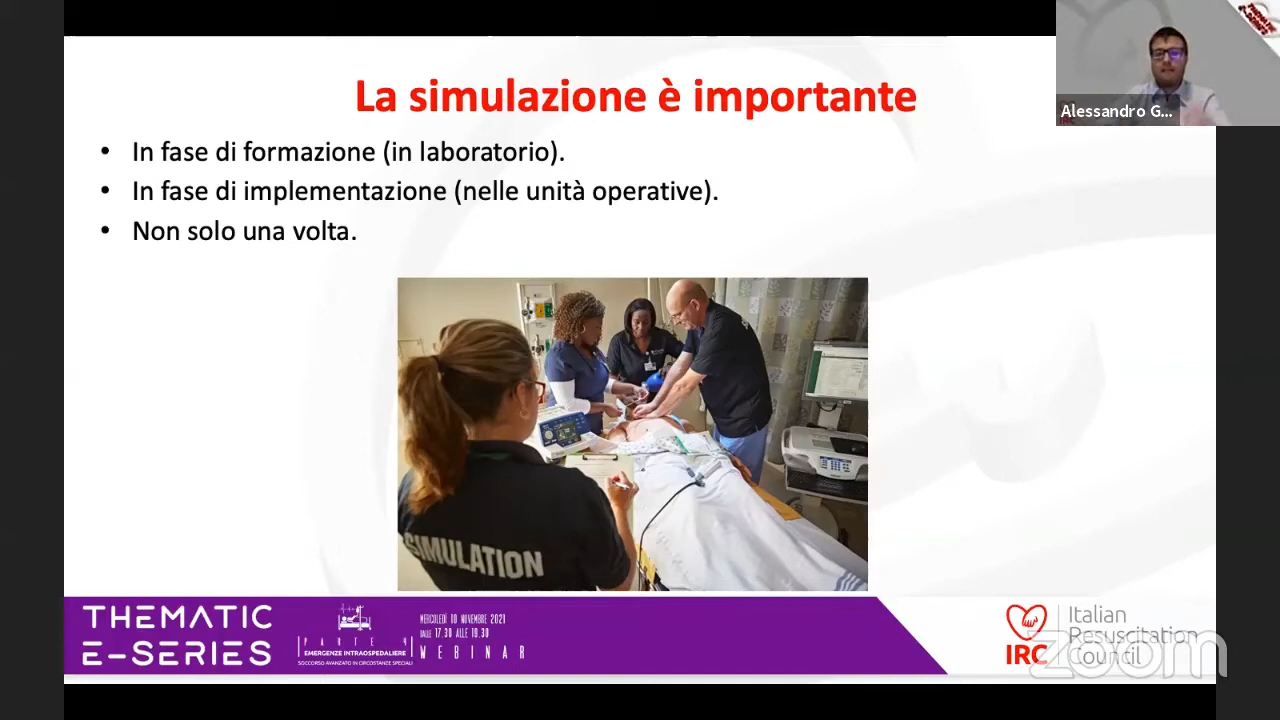 La simulazione è importante
• In fase di formazione (in laboratorio).
• In fase di implementazione (nelle unità operative).
• Non solo una volta.
Alessandro G...
SIMULATION
THEMATIC
E-SERIES
PARTE 4
EMERGENZE INTRAOSPEDALIERE
SOCCORSO AVANZATO IN CIRCOSTANZE SPECIALI
MERCOLEDÌ 10 NOVEMBRE 2021
DALLE 17.30 ALLE 19.30
WEBINAR
IRC
Italian
Resuscitation
Council
zoom